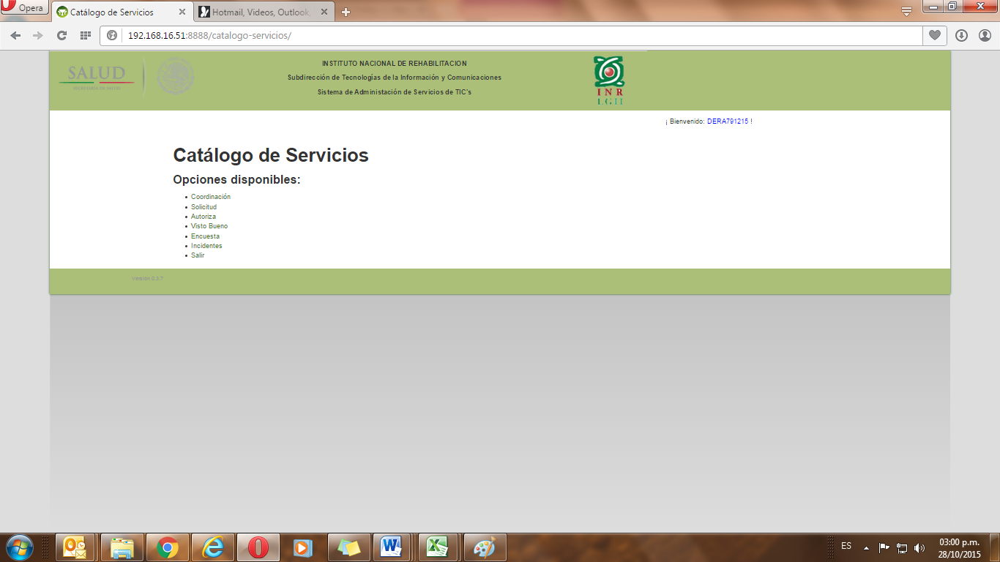 Opera
Catálogo de Servicios
Hotmail, Videos, Outlook,
192.168.16.51:8888/catalogo-servicios/
SALUD
SECRETARÍA DE SALUD
INSTITUTO NACIONAL DE REHABILITACION
Subdirección de Tecnologías de la Información y Comunicaciones
Sistema de Administación de Servicios de TIC's
INR
LGII
¡ Bienvenido: DERA791215 !
Catálogo de Servicios
Opciones disponibles:
Coordinación
Solicitud
Autoriza
Visto Bueno
Encuesta
Incidentes
Salir
Versión 0.3.7
ES
03:00 p.m.
28/10/2015